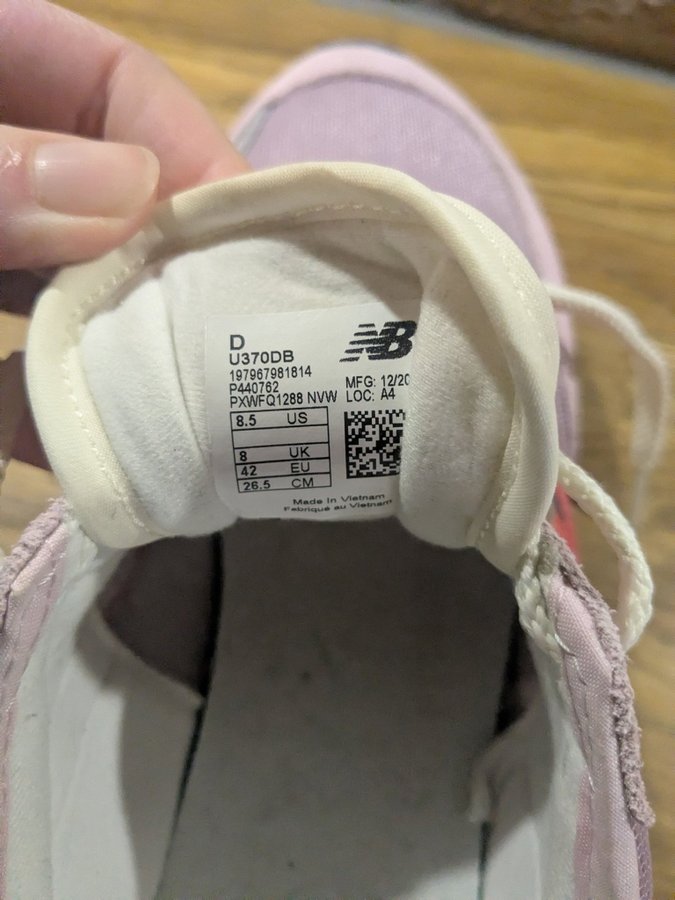 D
NB
U370DB
197967981814
P440762
MFG: 12/20
PXWFQ1288 NVW
LOC: A4
8.5 US
8 UK
42 EU
26.5 CM
Made in Vietnam
Fabriqué au Vietnam